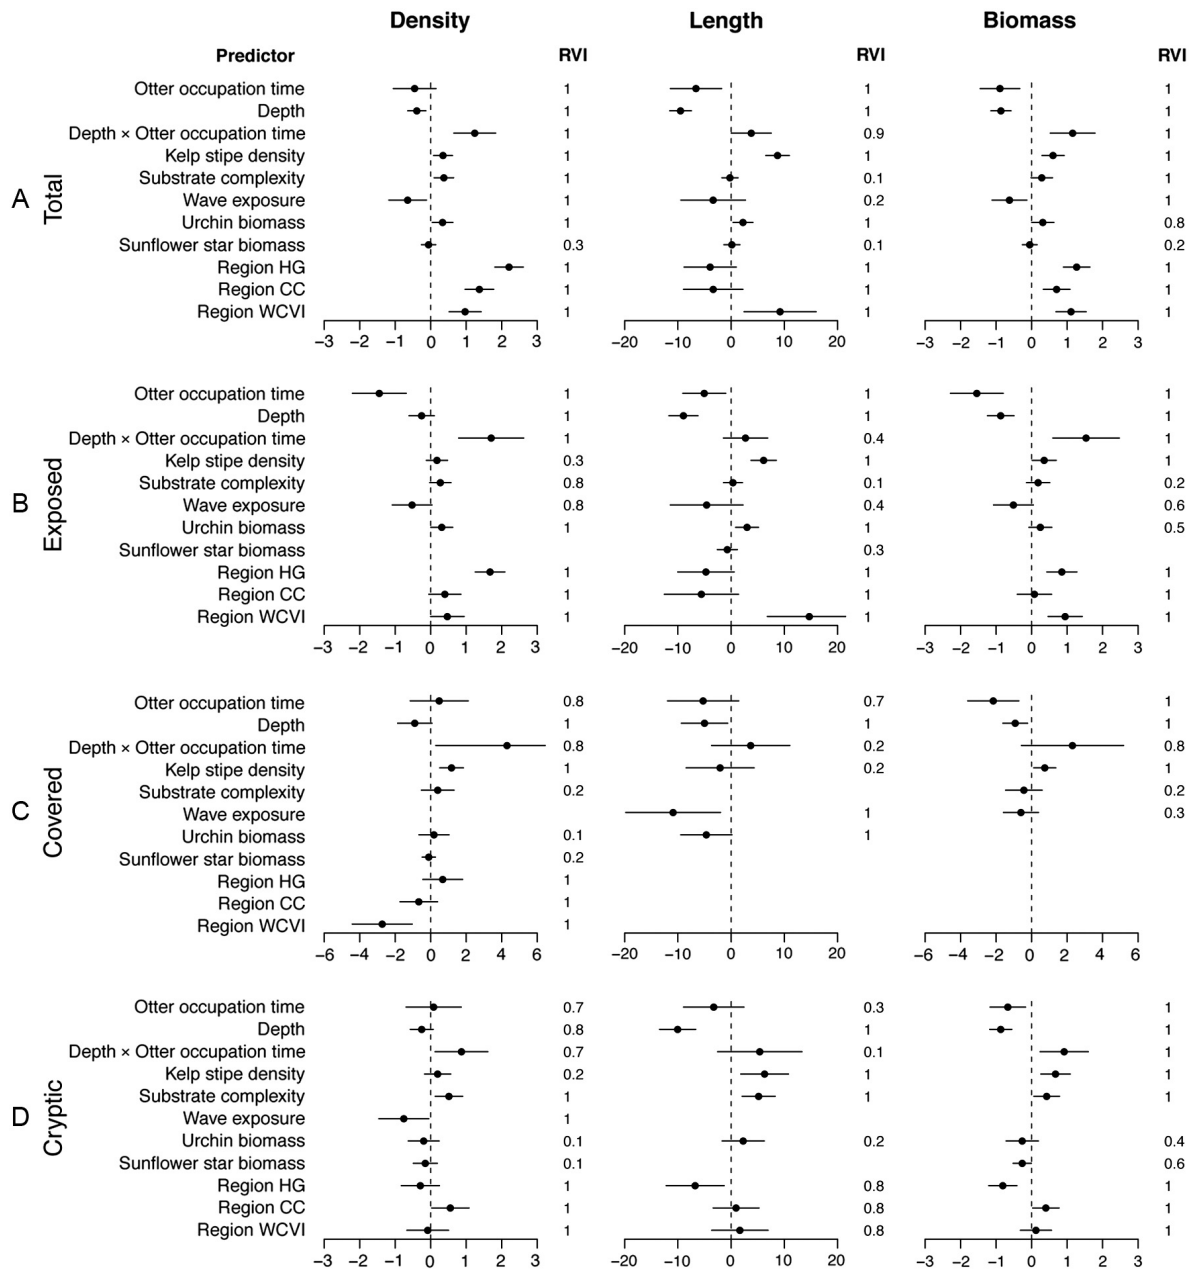 Density Length Biomass
Predictor RVI RVI RVI
A Total
Otter occupation time 1 1 1
Depth 1 1 1
Depth × Otter occupation time 1 0.9 1
Kelp stipe density 1 1 1
Substrate complexity 1 0.1 1
Wave exposure 1 0.2 1
Urchin biomass 1 1 0.8
Sunflower star biomass 0.3 0.1 0.2
Region HG 1 1 1
Region CC 1 1 1
Region WCVI 1 1 1
−3 −2 −1 0 1 2 3 −20 −10 0 10 20 −3 −2 −1 0 1 2 3
B Exposed
Otter occupation time 1 1 1
Depth 1 1 1
Depth × Otter occupation time 1 0.4 1
Kelp stipe density 0.3 1 1
Substrate complexity 0.8 0.1 0.2
Wave exposure 0.8 0.4 0.6
Urchin biomass 1 1 0.5
Sunflower star biomass 0.3
Region HG 1 1 1
Region CC 1 1 1
Region WCVI 1 1 1
−3 −2 −1 0 1 2 3 −20 −10 0 10 20 −3 −2 −1 0 1 2 3
C Covered
Otter occupation time 0.8 0.7 1
Depth 1 1 1
Depth × Otter occupation time 0.8 0.2 0.8
Kelp stipe density 1 0.2 1
Substrate complexity 0.2 0.2
Wave exposure 1 0.3
Urchin biomass 0.1 1
Sunflower star biomass 0.2
Region HG 1
Region CC 1
Region WCVI 1
−6 −4 −2 0 2 4 6 −20 −10 0 10 20 −6 −4 −2 0 2 4 6
D Cryptic
Otter occupation time 0.7 0.3 1
Depth 0.8 1 1
Depth × Otter occupation time 0.7 0.1 1
Kelp stipe density 0.2 1 1
Substrate complexity 1 1 1
Wave exposure 1
Urchin biomass 0.1 0.2 0.4
Sunflower star biomass 0.1 0.6
Region HG 1 0.8 1
Region CC 1 0.8 1
Region WCVI 1 0.8 1
−3 −2 −1 0 1 2 3 −20 −10 0 10 20 −3 −2 −1 0 1 2 3